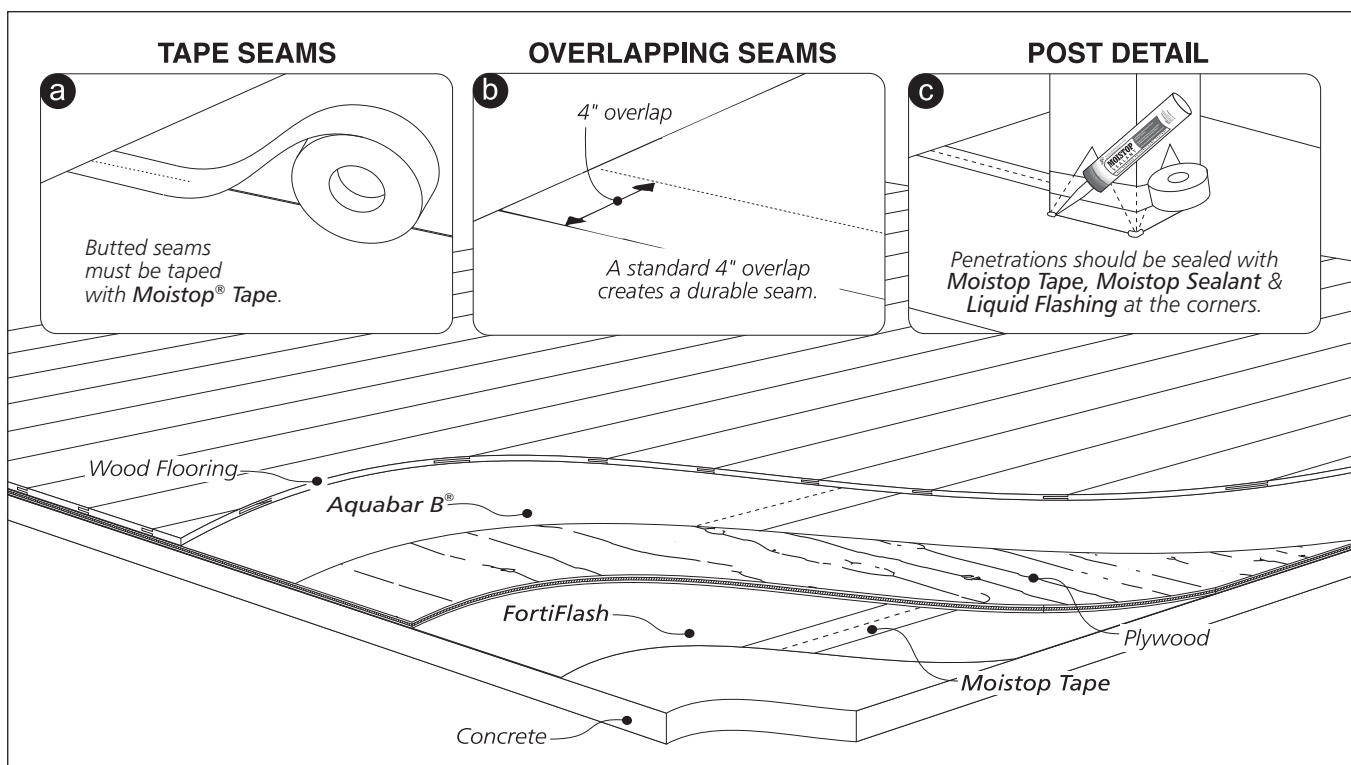 TAPE SEAMS
a
Butted seams
must be taped
with Moistop® Tape.
OVERLAPPING SEAMS
b
4" overlap
A standard 4" overlap
creates a durable seam.
POST DETAIL
c
MOISTOP
SEALANT
Penetrations should be sealed with
Moistop Tape, Moistop Sealant &
Liquid Flashing at the corners.
Wood Flooring
Aquabar B®
FortiFlash
Plywood
Moistop Tape
Concrete